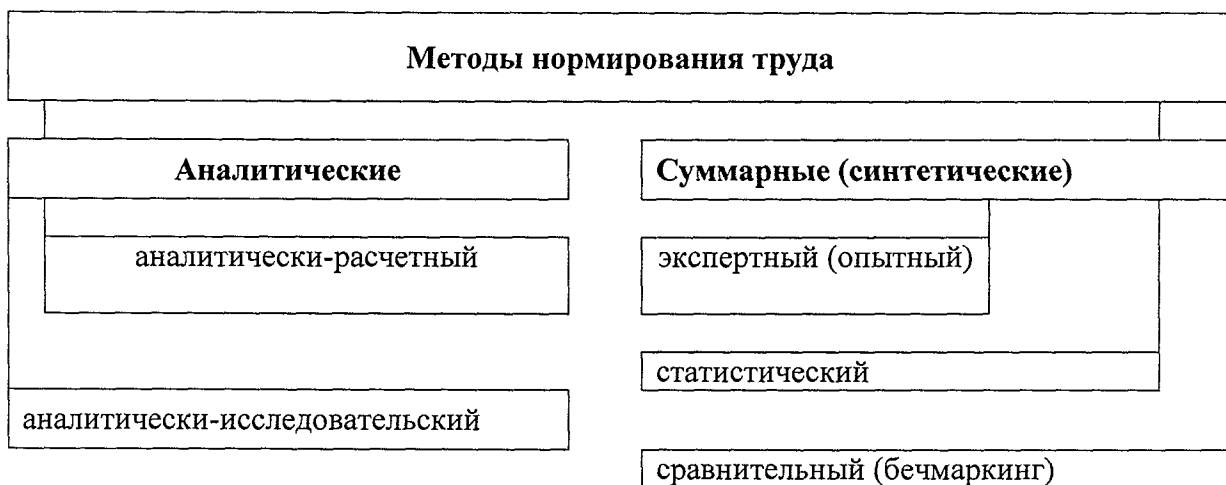 Методы нормирования труда
Аналитические
Суммарные (синтетические)
аналитически-расчетный
экспертный (опытный)
статистический
аналитически-исследовательский
сравнительный (бечмаркинг)